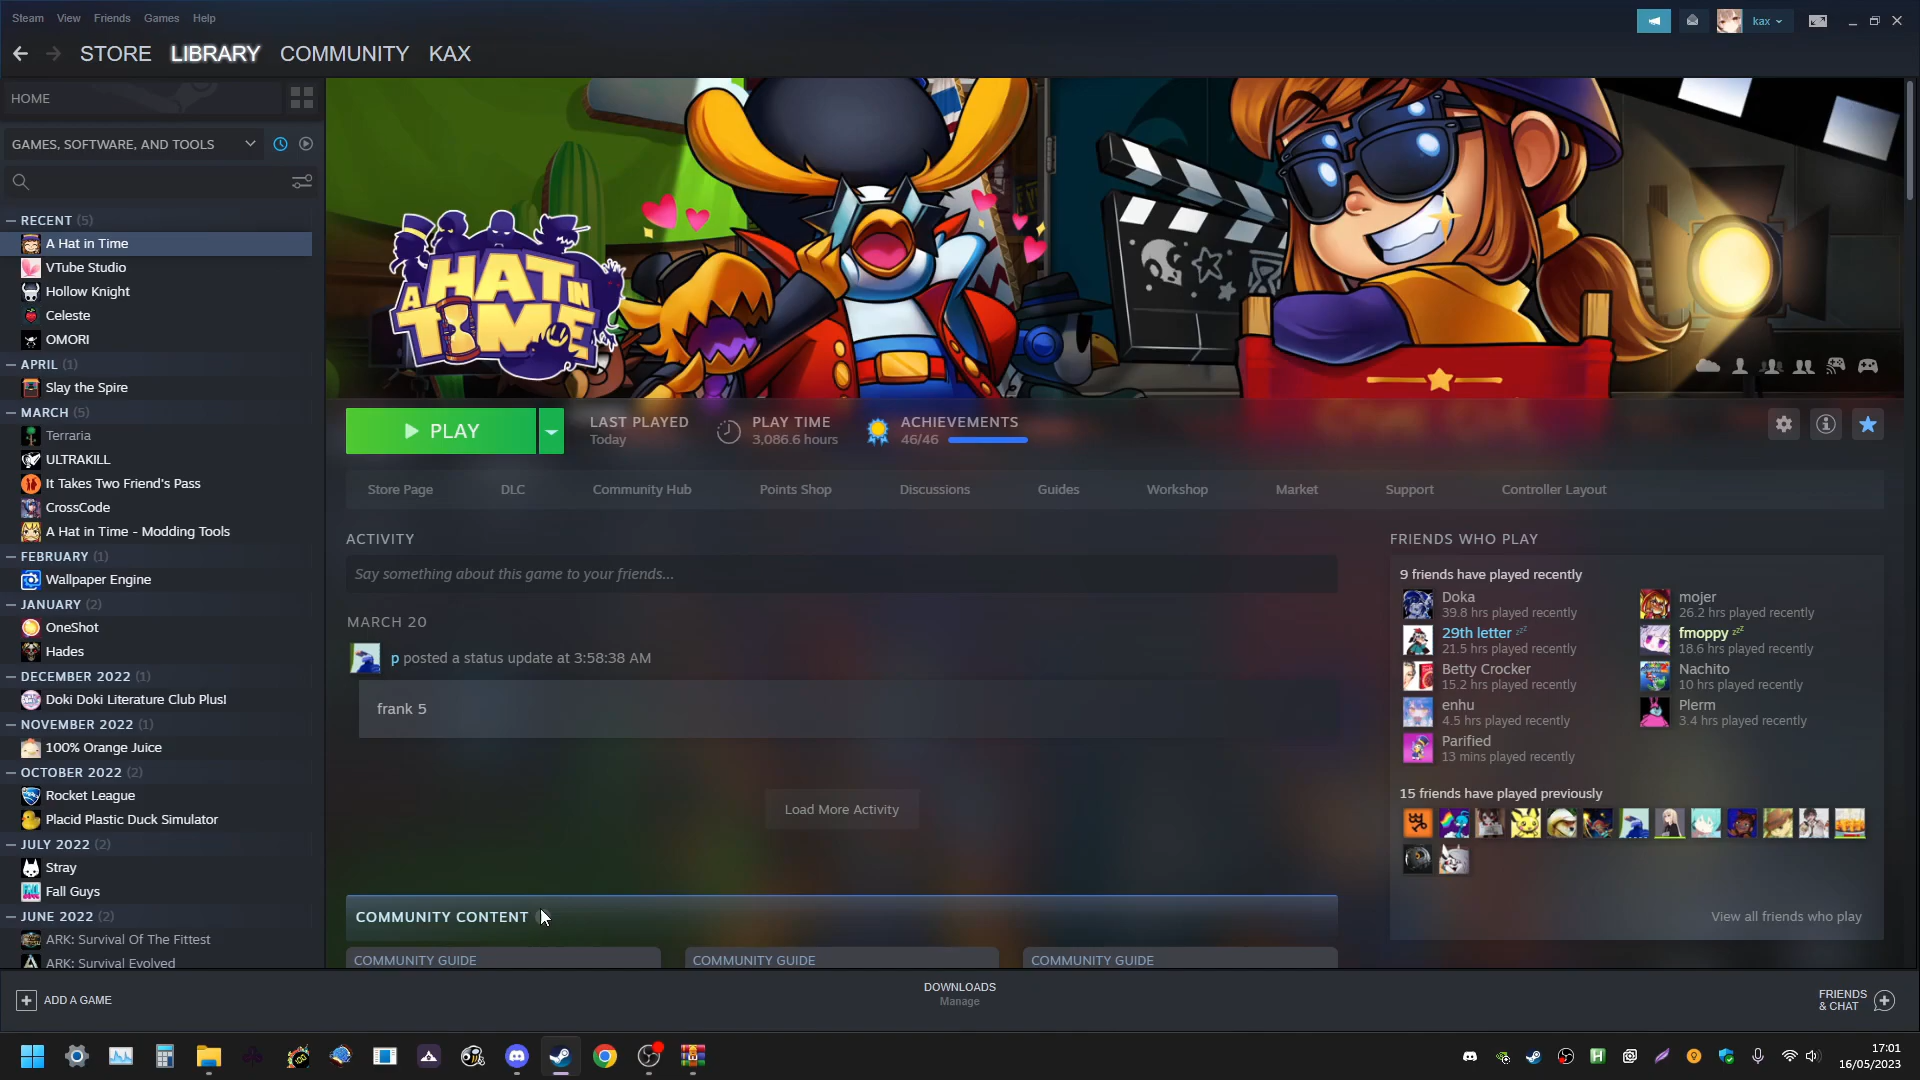 Steam View Friends Games Help
kax
STORE LIBRARY COMMUNITY KAX
HOME
GAMES, SOFTWARE, AND TOOLS
RECENT (5)
A Hat in Time
VTube Studio
Hollow Knight
Celeste
OMORI
APRIL (1)
Slay the Spire
MARCH (5)
Terraria
ULTRAKILL
It Takes Two Friend's Pass
CrossCode
A Hat in Time - Modding Tools
FEBRUARY (1)
Wallpaper Engine
JANUARY (2)
OneShot
Hades
DECEMBER 2022 (1)
Doki Doki Literature Club Plus!
NOVEMBER 2022 (1)
100% Orange Juice
OCTOBER 2022 (2)
Rocket League
Placid Plastic Duck Simulator
JULY 2022 (2)
Stray
Fall Guys
JUNE 2022 (2)
ARK: Survival Of The Fittest
ARK: Survival Evolved
A HAT IN TIME
PLAY
LAST PLAYED
Today
PLAY TIME
3,086.6 hours
ACHIEVEMENTS
46/46
Store Page DLC Community Hub Points Shop Discussions Guides Workshop Market Support Controller Layout
ACTIVITY
Say something about this game to your friends...
MARCH 20
p posted a status update at 3:58:38 AM
frank 5
Load More Activity
COMMUNITY CONTENT
COMMUNITY GUIDE COMMUNITY GUIDE COMMUNITY GUIDE
FRIENDS WHO PLAY
9 friends have played recently
Doka
39.8 hrs played recently
mojer
26.2 hrs played recently
29th letter zzz
21.5 hrs played recently
fmoppy zzz
18.6 hrs played recently
Betty Crocker
15.2 hrs played recently
Nachito
10 hrs played recently
enhu
4.5 hrs played recently
Plerm
3.4 hrs played recently
Parified
13 mins played recently
15 friends have played previously
View all friends who play
ADD A GAME
DOWNLOADS
Manage
FRIENDS
& CHAT
17:01
16/05/2023